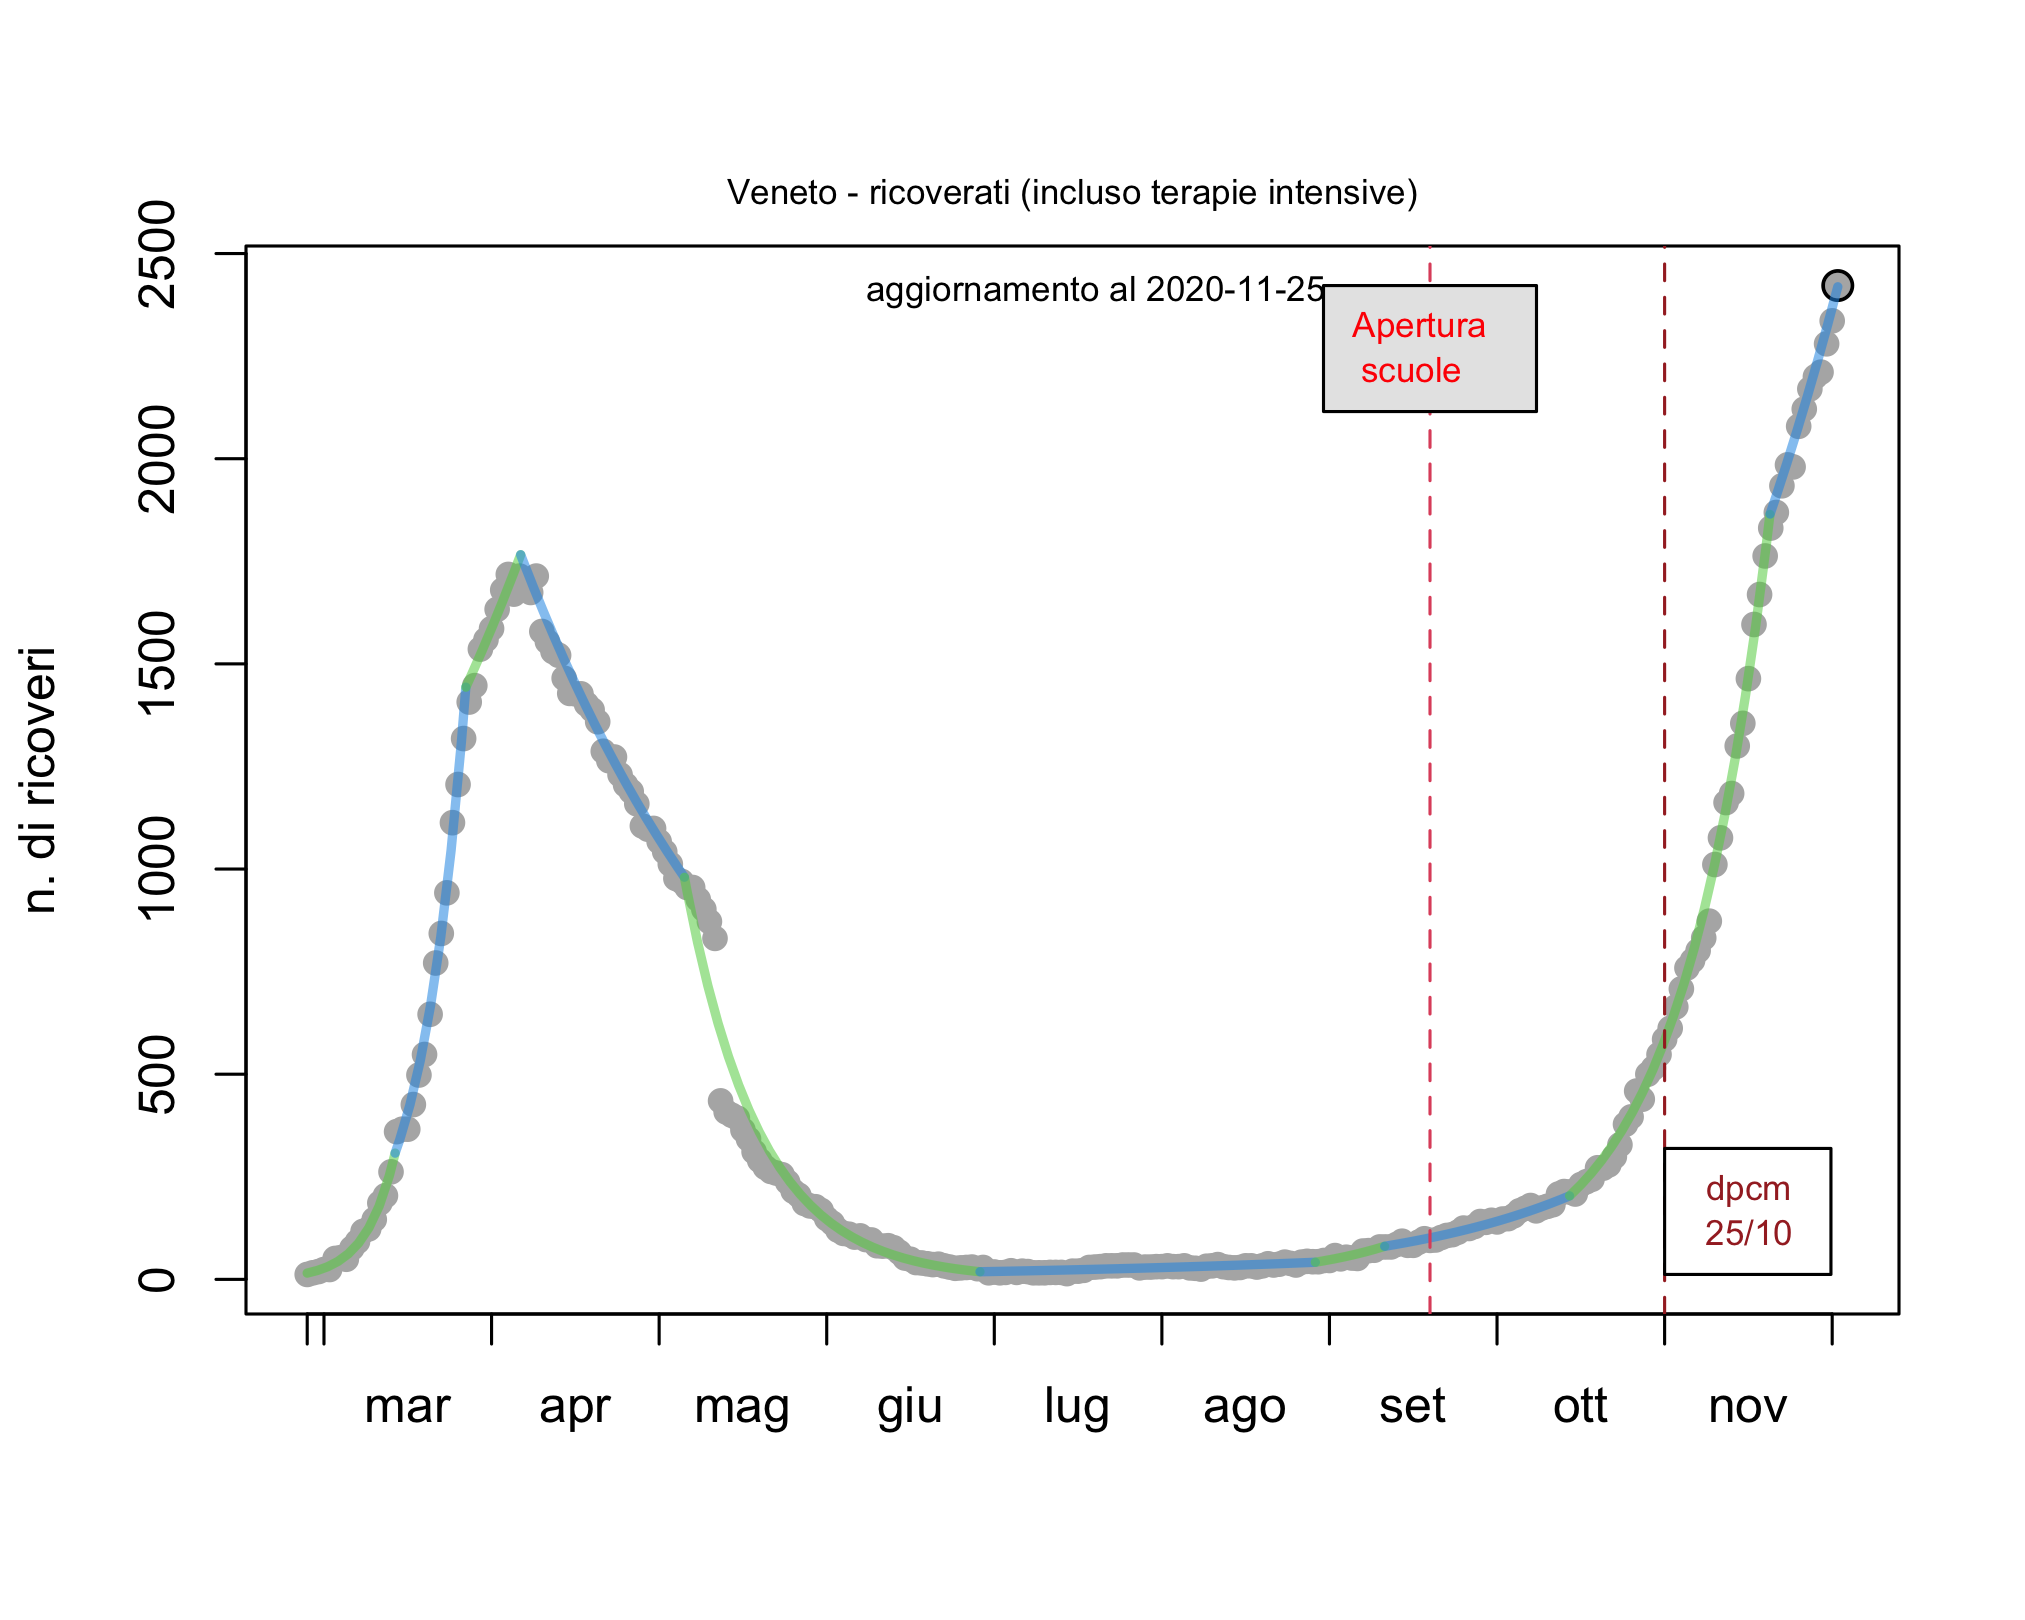 Veneto - ricoverati (incluso terapie intensive)
aggiornamento al 2020-11-25
Apertura
scuole
n. di ricoveri
2500
2000
1500
1000
500
0
dpcm
25/10
mar apr mag giu lug ago set ott nov